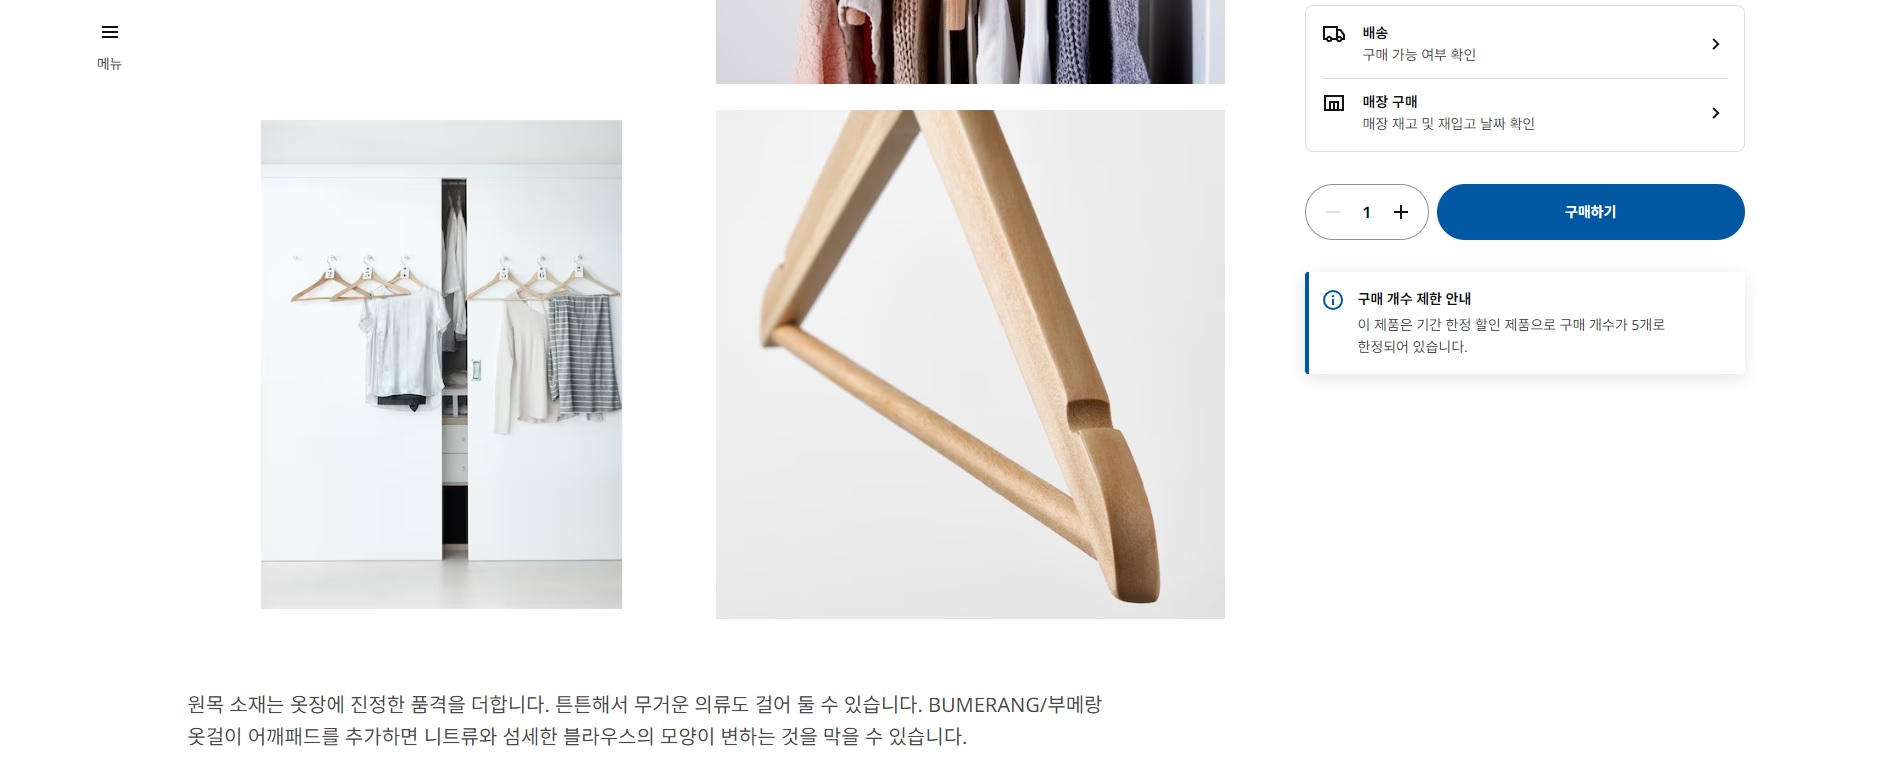 메뉴
배송
구매 가능 여부 확인
매장 구매
매장 재고 및 재입고 날짜 확인
1
구매하기
구매 개수 제한 안내
이 제품은 기간 한정 할인 제품으로 구매 개수가 5개로
한정되어 있습니다.
원목 소재는 옷장에 진정한 품격을 더합니다. 튼튼해서 무거운 의류도 걸어 둘 수 있습니다. BUMERANG/부메랑
옷걸이 어깨패드를 추가하면 니트류와 섬세한 블라우스의 모양이 변하는 것을 막을 수 있습니다.